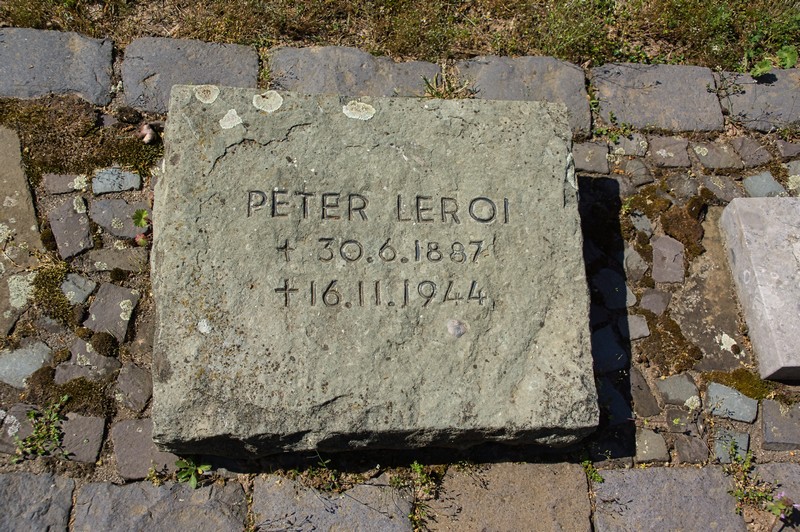 PETER LEROI
+ 30.6.1887
+ 16.11.1944